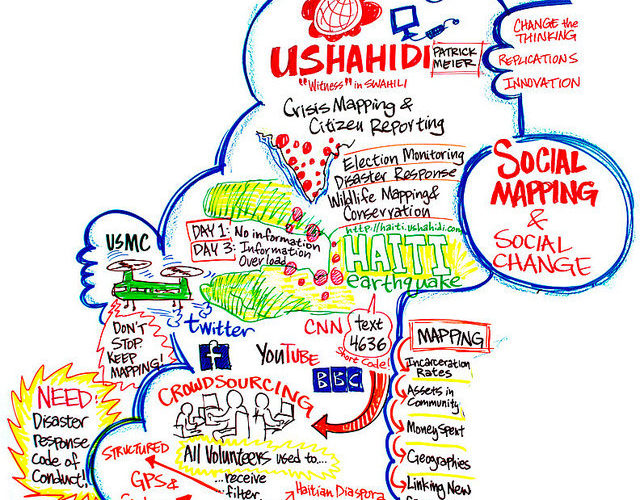 USHAHIDI
PATRICK
MEIER
"Witness" in SWAHILI
CHANGE the
THINKING
REPLICATIONS
INNOVATION
Crisis Mapping &
Citizen Reporting
Election Monitoring
Disaster Response
Wildlife Mapping &
Conservation
SOCIAL
MAPPING
&
SOCIAL
CHANGE
USMC
DAY 1: No information
DAY 3: Information
Overload
http://haiti.ushahidi.com
HAITI
earthquake
DON'T
STOP
KEEP
MAPPING!
twitter
f
YOUTUBE
CNN
BBC
text
4636
Short Code!
MAPPING
Incarceration
Rates
Assets in
Community
Money Spent
Geographies
Linking New
NEED:
Disaster
response
Code of
Conduct!
CROWDSOURCING
All Volunteers used to....
...receive
..filter
STRUCTURED
GPS &
Haitian Diaspora